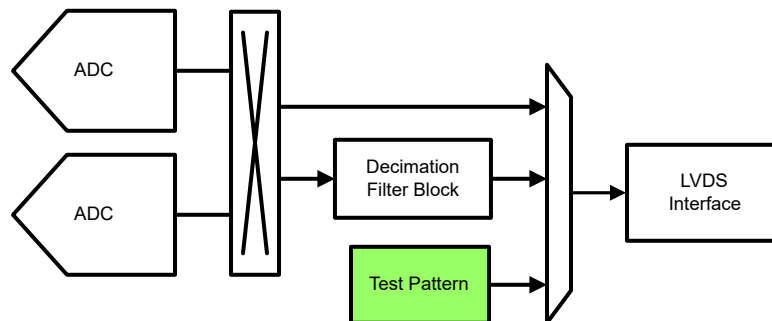 ADC
Decimation
Filter Block
LVDS
Interface
ADC
Test Pattern